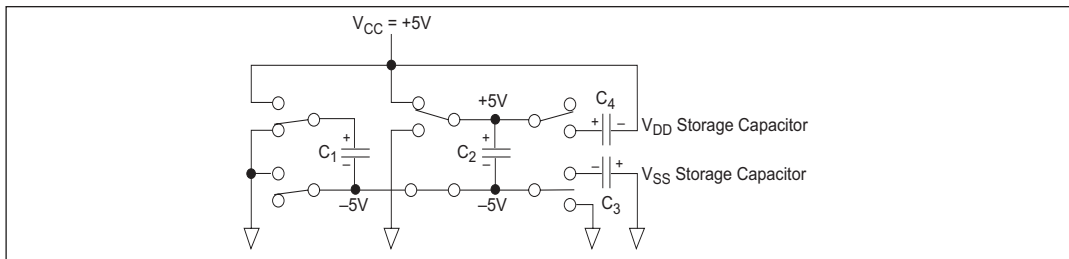 V_CC = +5V
+5V
C_4
+
–
V_DD Storage Capacitor
+
C_1
–
+
C_2
–
–
+
V_SS Storage Capacitor
C_3
–5V
–5V